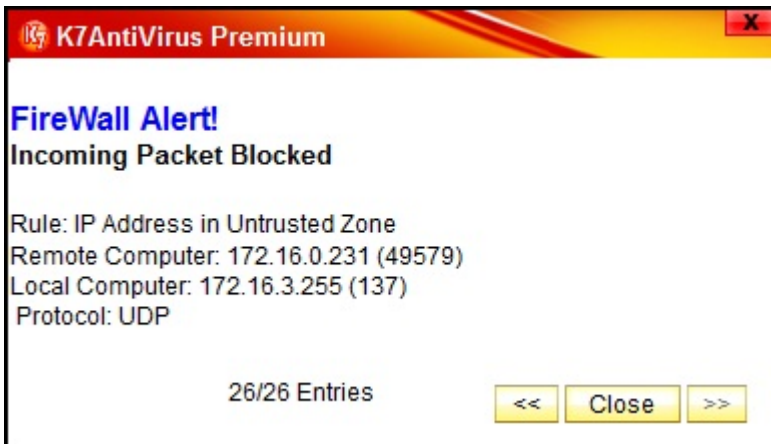 K7 K7AntiVirus Premium X
FireWall Alert!
Incoming Packet Blocked
Rule: IP Address in Untrusted Zone
Remote Computer: 172.16.0.231 (49579)
Local Computer: 172.16.3.255 (137)
Protocol: UDP
26/26 Entries << Close >>